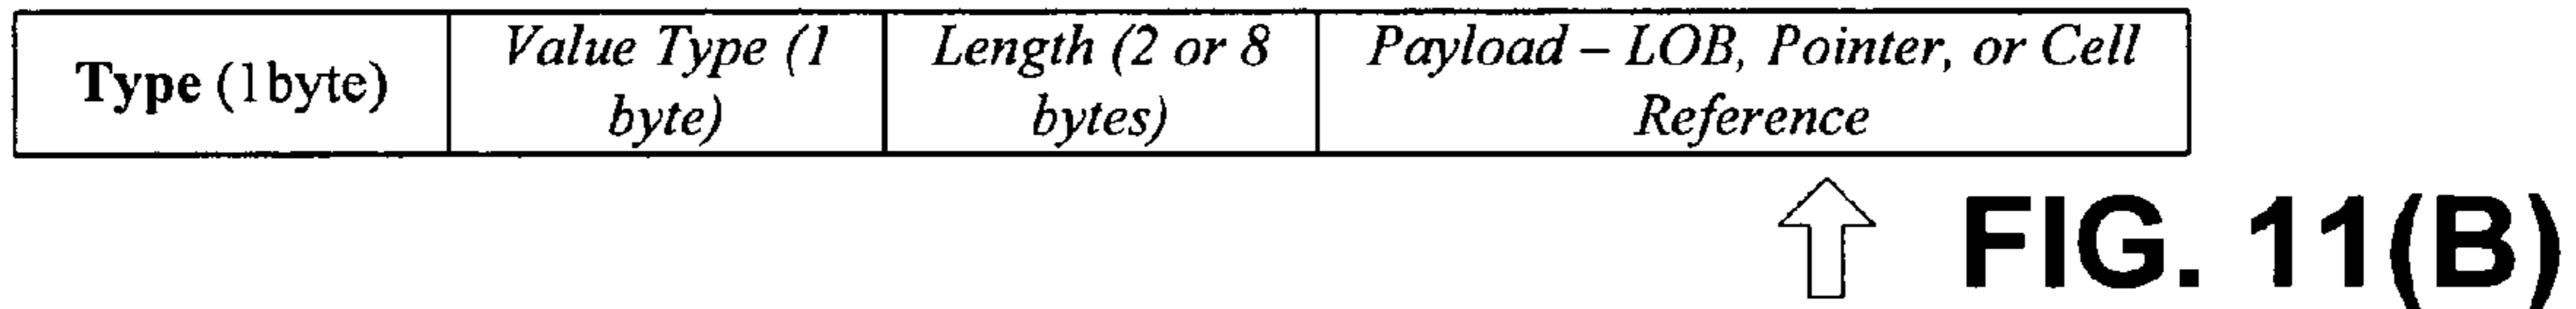 Type (1byte)
Value Type (1
byte)
Length (2 or 8
bytes)
Payload – LOB, Pointer, or Cell
Reference
FIG. 11(B)